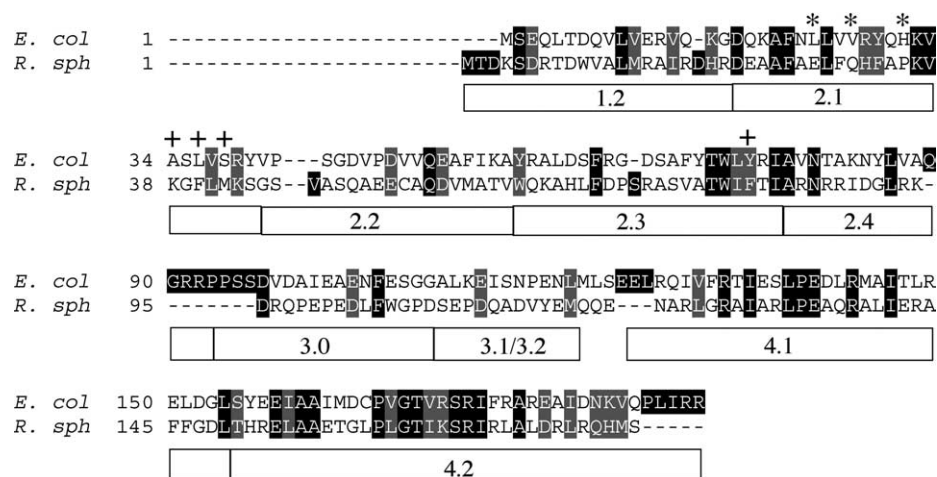 * * *
E. col 1 --------------------------MSEQLTDQVLVERVQ-KGDQKAFNLLVVRYQHKV
R. sph 1 -----------------------MTDKSDRTDWVALMRAIRDHRDEAAFAELFQHFAPKV
1.2 2.1
+ + + +
E. col 34 ASLVSRYVP---SGDVPDVVQEAFIKAYRALDSFRG-DSAFYTWLYRIAVNTAKNYLVAQ
R. sph 38 KGFLMKSGS--VASQAEECAQDVMATVWQKAHLFDPSRASVATWIFTIARNRRIDGLRK-
2.2 2.3 2.4
E. col 90 GRRPPSSDVDAIEAENFESGGALKEISNPENLMLSEELRQIVFRTIESLPEDLRMAITLR
R. sph 95 -------DRQPEPEDLFWGPDSEPDQADVYEMQQE---NARLGRAIARLPEAQRALIERA
3.0 3.1/3.2 4.1
E. col 150 ELDGLSYEEIAAIMDCPVGTVRSRIFRAREAIDNKVQPLIRR
R. sph 145 FFGDLTHRELAAETGLPLGTIKSRIRLALDRLRQHMS-----
4.2